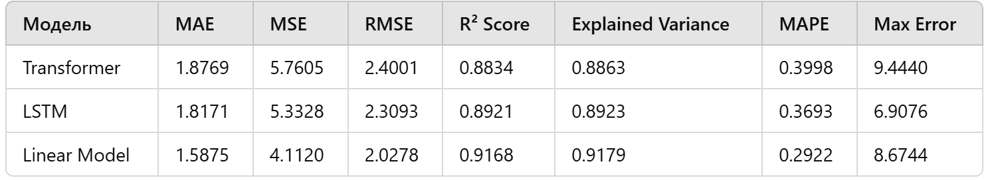 Модель MAE MSE RMSE R² Score Explained Variance MAPE Max Error
Transformer 1.8769 5.7605 2.4001 0.8834 0.8863 0.3998 9.4440
LSTM 1.8171 5.3328 2.3093 0.8921 0.8923 0.3693 6.9076
Linear Model 1.5875 4.1120 2.0278 0.9168 0.9179 0.2922 8.6744